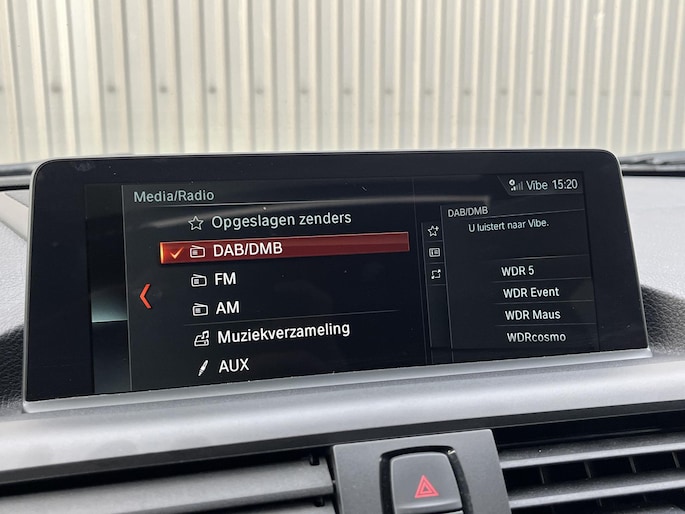 Media/Radio
Vibe 15:20
Opgeslagen zenders
DAB/DMB
FM
AM
Muziekverzameling
AUX
DAB/DMB
U luistert naar Vibe.
WDR 5
WDR Event
WDR Maus
WDRcosmo